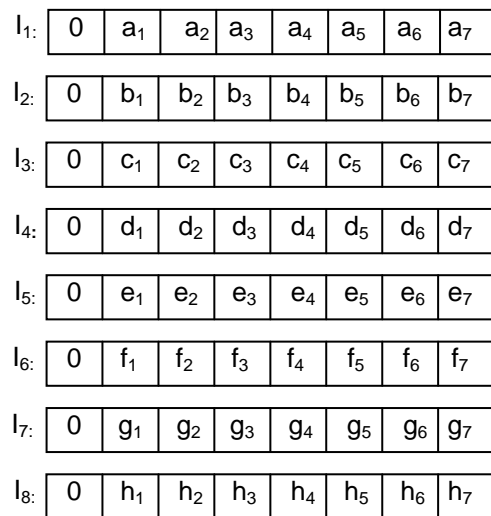 I₁: 0 a₁ a₂ a₃ a₄ a₅ a₆ a₇
I₂: 0 b₁ b₂ b₃ b₄ b₅ b₆ b₇
I₃: 0 c₁ c₂ c₃ c₄ c₅ c₆ c₇
I₄: 0 d₁ d₂ d₃ d₄ d₅ d₆ d₇
I₅: 0 e₁ e₂ e₃ e₄ e₅ e₆ e₇
I₆: 0 f₁ f₂ f₃ f₄ f₅ f₆ f₇
I₇: 0 g₁ g₂ g₃ g₄ g₅ g₆ g₇
I₈: 0 h₁ h₂ h₃ h₄ h₅ h₆ h₇